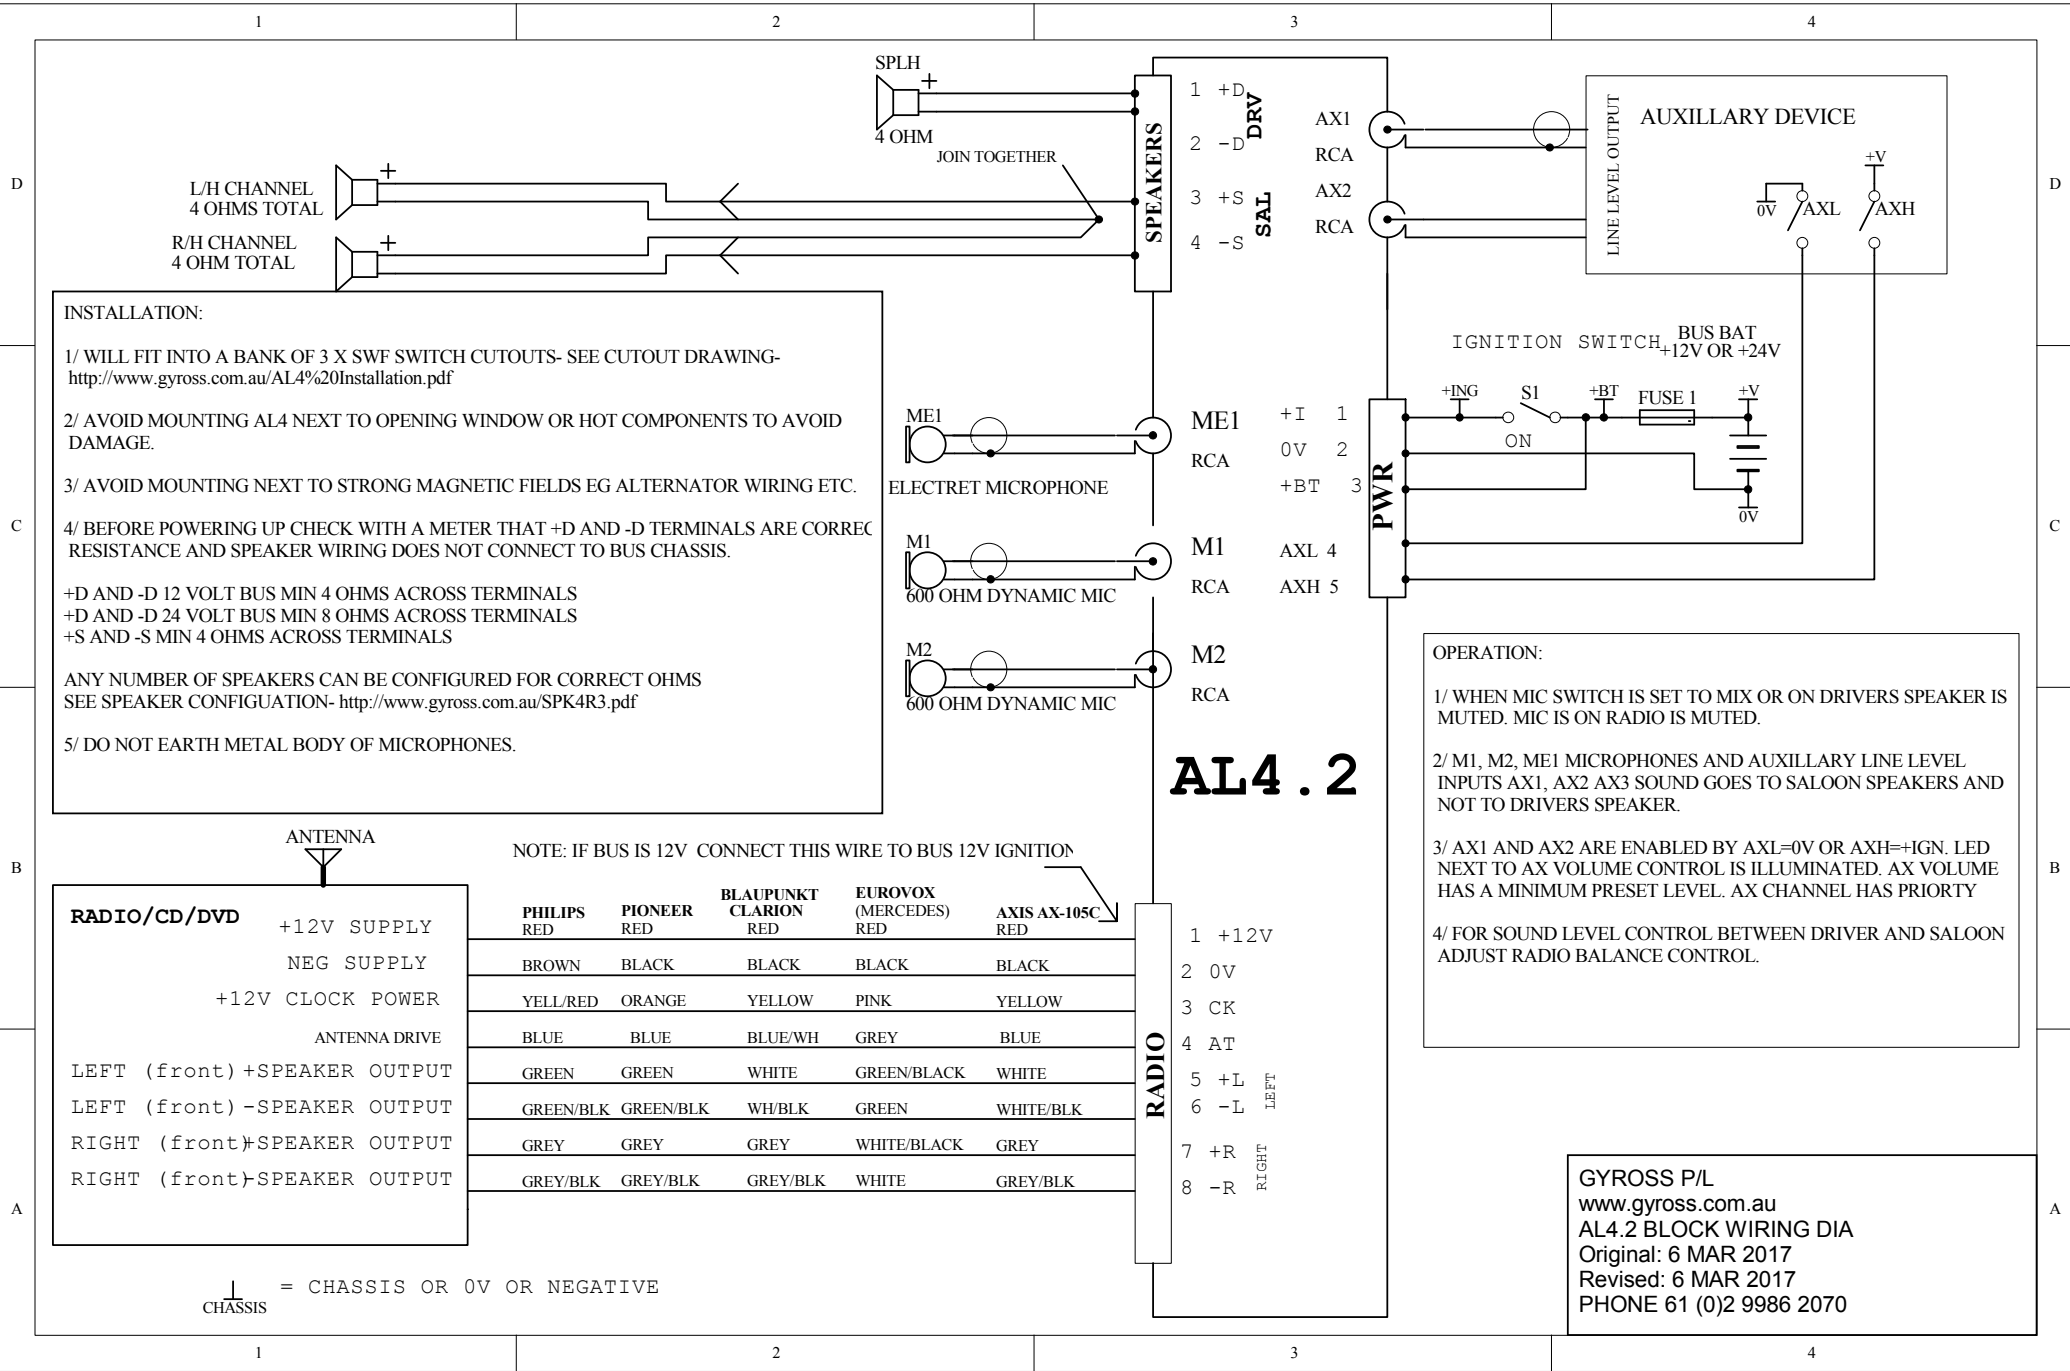 1 2 3 4
D
D
C
C
B
B
A
A
SPLH
+
4 OHM
JOIN TOGETHER
L/H CHANNEL
4 OHMS TOTAL
+
R/H CHANNEL
4 OHM TOTAL
+
SPEAKERS
1 +D
2 -D
DRV
3 +S
4 -S
SAL
AX1
RCA
AX2
RCA
LINE LEVEL OUTPUT
AUXILLARY DEVICE
+V
0V
AXL
AXH
INSTALLATION:
1/ WILL FIT INTO A BANK OF 3 X SWF SWITCH CUTOUTS- SEE CUTOUT DRAWING-
http://www.gyross.com.au/AL4%20Installation.pdf
2/ AVOID MOUNTING AL4 NEXT TO OPENING WINDOW OR HOT COMPONENTS TO AVOID
DAMAGE.
3/ AVOID MOUNTING NEXT TO STRONG MAGNETIC FIELDS EG ALTERNATOR WIRING ETC.
4/ BEFORE POWERING UP CHECK WITH A METER THAT +D AND -D TERMINALS ARE CORREC
RESISTANCE AND SPEAKER WIRING DOES NOT CONNECT TO BUS CHASSIS.
+D AND -D 12 VOLT BUS MIN 4 OHMS ACROSS TERMINALS
+D AND -D 24 VOLT BUS MIN 8 OHMS ACROSS TERMINALS
+S AND -S MIN 4 OHMS ACROSS TERMINALS
ANY NUMBER OF SPEAKERS CAN BE CONFIGURED FOR CORRECT OHMS
SEE SPEAKER CONFIGUATION- http://www.gyross.com.au/SPK4R3.pdf
5/ DO NOT EARTH METAL BODY OF MICROPHONES.
ME1
ELECTRET MICROPHONE
M1
600 OHM DYNAMIC MIC
M2
600 OHM DYNAMIC MIC
ME1
RCA
M1
RCA
M2
RCA
+I 1
0V 2
+BT 3
AXL 4
AXH 5
PWR
IGNITION SWITCH
BUS BAT
+12V OR +24V
+ING
S1
ON
+BT
FUSE 1
+V
0V
AL4.2
OPERATION:
1/ WHEN MIC SWITCH IS SET TO MIX OR ON DRIVERS SPEAKER IS
MUTED. MIC IS ON RADIO IS MUTED.
2/ M1, M2, ME1 MICROPHONES AND AUXILLARY LINE LEVEL
INPUTS AX1, AX2 AX3 SOUND GOES TO SALOON SPEAKERS AND
NOT TO DRIVERS SPEAKER.
3/ AX1 AND AX2 ARE ENABLED BY AXL=0V OR AXH=+IGN. LED
NEXT TO AX VOLUME CONTROL IS ILLUMINATED. AX VOLUME
HAS A MINIMUM PRESET LEVEL. AX CHANNEL HAS PRIORTY
4/ FOR SOUND LEVEL CONTROL BETWEEN DRIVER AND SALOON
ADJUST RADIO BALANCE CONTROL.
ANTENNA
NOTE: IF BUS IS 12V CONNECT THIS WIRE TO BUS 12V IGNITION
RADIO/CD/DVD
+12V SUPPLY
NEG SUPPLY
+12V CLOCK POWER
ANTENNA DRIVE
LEFT (front)+SPEAKER OUTPUT
LEFT (front)-SPEAKER OUTPUT
RIGHT (front)+SPEAKER OUTPUT
RIGHT (front)-SPEAKER OUTPUT
PHILIPS PIONEER BLAUPUNKT CLARION EUROVOX (MERCEDES) AXIS AX-105C
RED RED RED RED RED
BROWN BLACK BLACK BLACK BLACK
YELL/RED ORANGE YELLOW PINK YELLOW
BLUE BLUE BLUE/WH GREY BLUE
GREEN GREEN WHITE GREEN/BLACK WHITE
GREEN/BLK GREEN/BLK WH/BLK GREEN WHITE/BLK
GREY GREY GREY WHITE/BLACK GREY
GREY/BLK GREY/BLK GREY/BLK WHITE GREY/BLK
RADIO
1 +12V
2 0V
3 CK
4 AT
5 +L
6 -L
LEFT
7 +R
8 -R
RIGHT
CHASSIS
= CHASSIS OR 0V OR NEGATIVE
GYROSS P/L
www.gyross.com.au
AL4.2 BLOCK WIRING DIA
Original: 6 MAR 2017
Revised: 6 MAR 2017
PHONE 61 (0)2 9986 2070
1 2 3 4